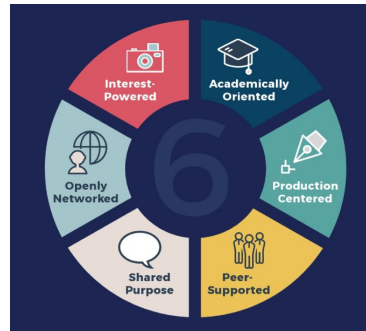 Interest-
Powered
Academically
Oriented
Openly
Networked
6
Production
Centered
Shared
Purpose
Peer-
Supported